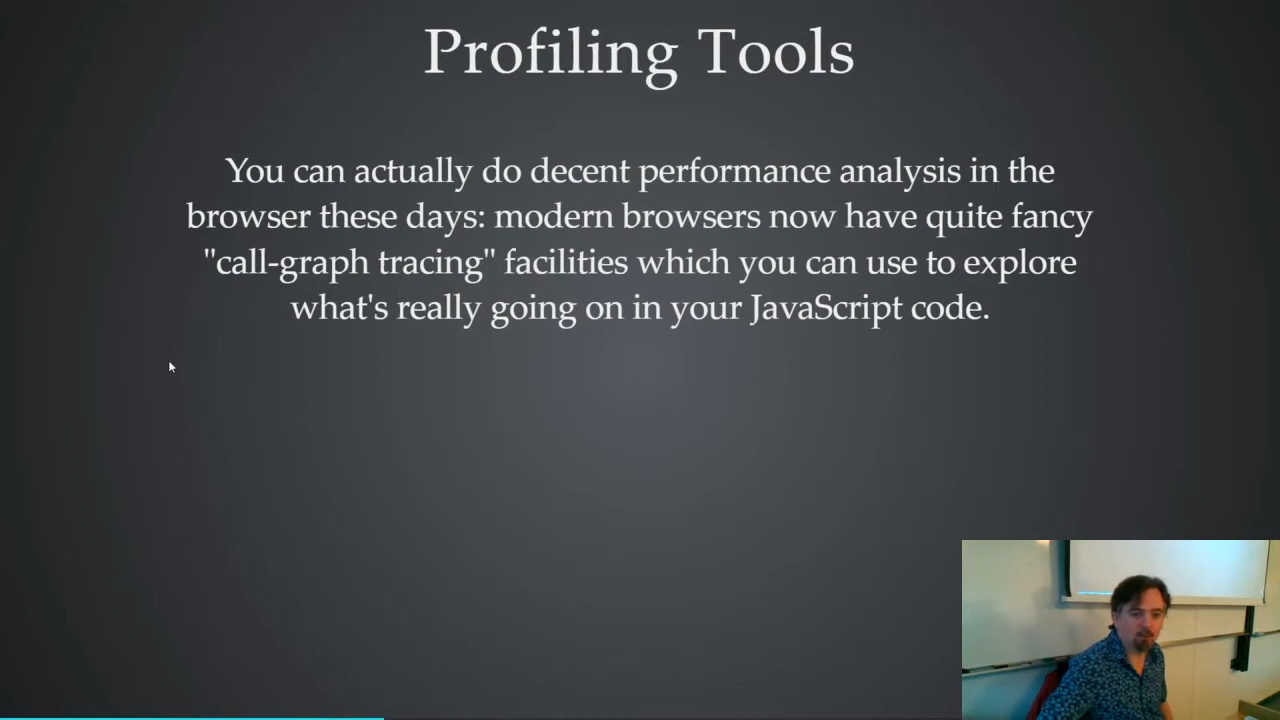 Profiling Tools
You can actually do decent performance analysis in the
browser these days: modern browsers now have quite fancy
"call-graph tracing" facilities which you can use to explore
what's really going on in your JavaScript code.